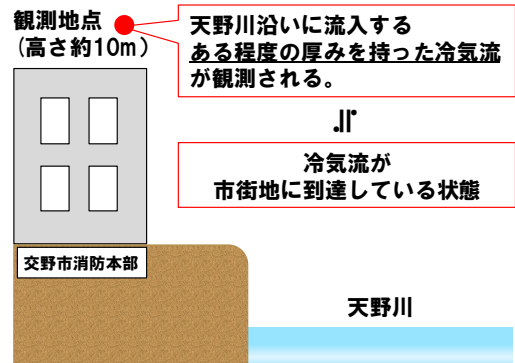 観測地点
（高さ約10m）
天野川沿いに流入する
ある程度の厚みを持った冷気流
が観測される。
≒
冷気流が
市街地に到達している状態
交野市消防本部
天野川